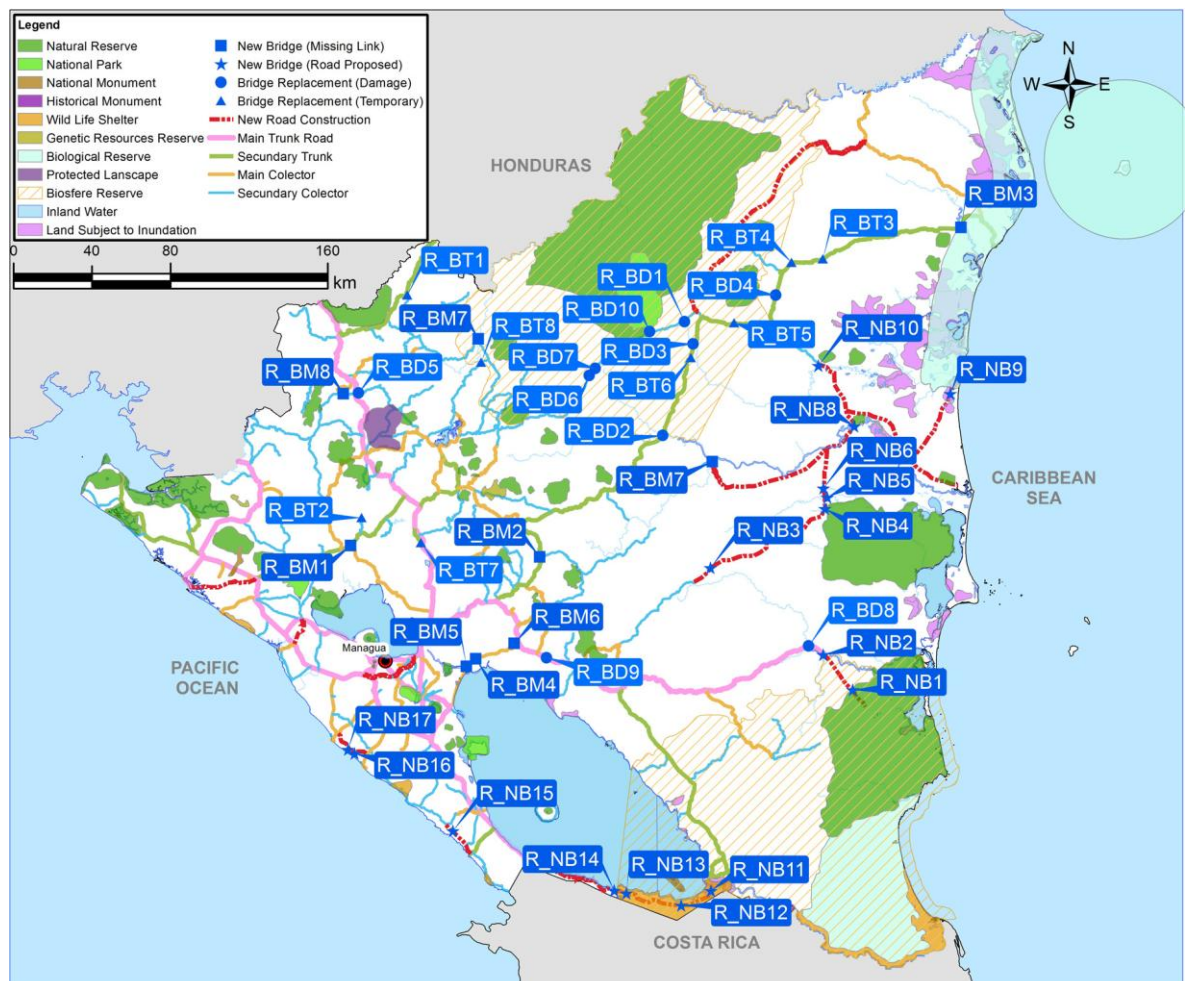 Legend
Natural Reserve
National Park
National Monument
Historical Monument
Wild Life Shelter
Genetic Resources Reserve
Biological Reserve
Protected Lanscape
Biosfere Reserve
Inland Water
Land Subject to Inundation
New Bridge (Missing Link)
New Bridge (Road Proposed)
Bridge Replacement (Damage)
Bridge Replacement (Temporary)
New Road Construction
Main Trunk Road
Secundary Trunk
Main Colector
Secundary Colector
0 40 80 160
km
N
W E
S
HONDURAS
R_BM3
R_BT3
R_BT4
R_BT1
R_BD1
R_BD4
R_BD10
R_BM7
R_BT8
R_BT5
R_NB10
R_BD7
R_BD3
R_BM8
R_BD5
R_BT6
R_NB9
R_BD6
R_NB8
R_BD2
R_NB6
R_BM7
R_NB5
CARIBBEAN
SEA
R_BT2
R_NB4
R_BM2
R_NB3
R_BM1
R_BT7
R_BM6
R_BD8
R_BM5
Managua
R_NB2
PACIFIC
OCEAN
R_BM4
R_BD9
R_NB1
R_NB17
R_NB16
R_NB15
R_NB14
R_NB13
R_NB11
R_NB12
COSTA RICA